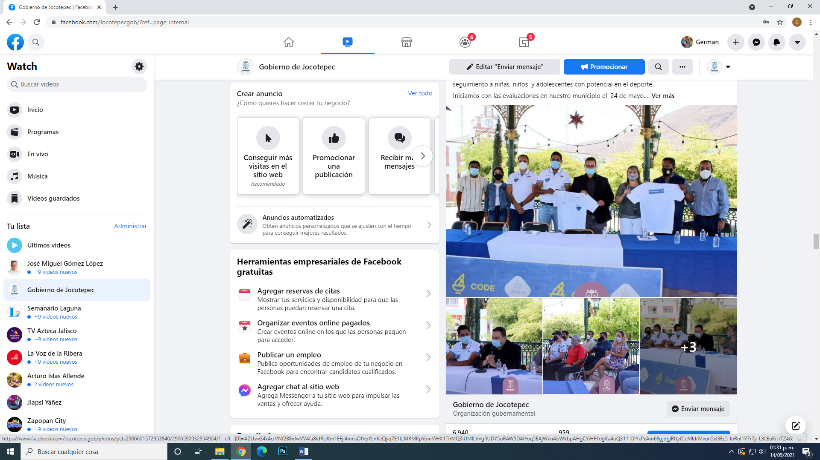 Gobierno de Jocotepec | Faceboo
facebook.com/Jocotepecgob/?ref=page_internal
4
5
German
Watch
Buscar videos
Inicio
Programas
En vivo
Música
Videos guardados
Tu lista
Administrar
Últimos videos
José Miguel Gómez López
+9 videos nuevos
Gobierno de Jocotepec
Semanario Laguna
+9 videos nuevos
TV Azteca Jalisco
+9 videos nuevos
La Voz de la Ribera
+9 videos nuevos
Arturo Islas Allende
2 videos nuevos
Jlapsi Yáñez
Zapopan City
Gobierno de Jocotepec
Editar "Enviar mensaje"
Promocionar
Crear anuncio
Ver todo
¿Cómo quieres hacer crecer tu negocio?
Conseguir más
visitas en el
sitio web
Recomendado
Promocionar
una
publicación
Recibir
mensajes
Anuncios automatizados
Obtén anuncios personalizados que se ajusten con el tiempo
para conseguir mejores resultados.
Herramientas empresariales de Facebook
gratuitas
Agregar reservas de citas
Mostrar tus servicios y disponibilidad para que las
personas puedan reservar una cita.
Organizar eventos online pagados
Crear eventos online en los que las personas paguen
para acceder.
Publicar un empleo
Publica oportunidades de empleo de tu negocio en
Facebook para encontrar candidatos calificados.
Agregar chat al sitio web
Agrega Messenger a tu sitio web para impulsar las
ventas y ofrecer ayuda.
seguimiento a niñas, niños y adolescentes con potencial en el deporte.
Iniciamos con las evaluaciones en nuestro municipio el 24 de mayo,... Ver más
CODE
+3
Gobierno de Jocotepec
Organización gubernamental
Enviar mensaje
6,940
959
Escribe aquí para buscar
Buscar cualquier cosa
14/05/2021